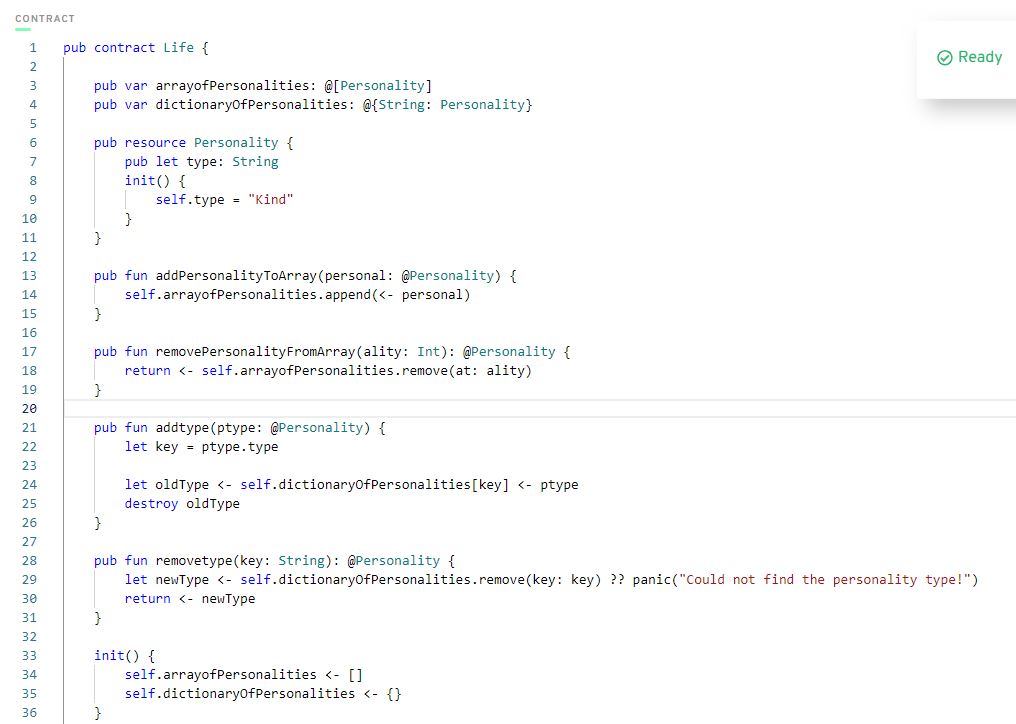 CONTRACT
Ready
1 pub contract Life {
2
3 pub var arrayofPersonalities: @[Personality]
4 pub var dictionaryOfPersonalities: @{String: Personality}
5
6 pub resource Personality {
7 pub let type: String
8 init() {
9 self.type = "Kind"
10 }
11 }
12
13 pub fun addPersonalityToArray(personal: @Personality) {
14 self.arrayofPersonalities.append(<- personal)
15 }
16
17 pub fun removePersonalityFromArray(ality: Int): @Personality {
18 return <- self.arrayofPersonalities.remove(at: ality)
19 }
20
21 pub fun addtype(ptype: @Personality) {
22 let key = ptype.type
23
24 let oldType <- self.dictionaryOfPersonalities[key] <- ptype
25 destroy oldType
26 }
27
28 pub fun removetype(key: String): @Personality {
29 let newType <- self.dictionaryOfPersonalities.remove(key: key) ?? panic("Could not find the personality type!")
30 return <- newType
31 }
32
33 init() {
34 self.arrayofPersonalities <- []
35 self.dictionaryOfPersonalities <- {}
36 }